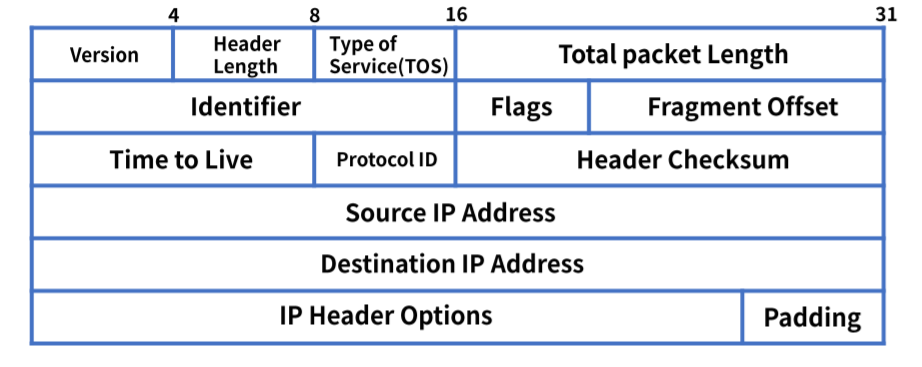 4 8 16 31
Version
Header
Length
Type of
Service(TOS)
Total packet Length
Identifier
Flags
Fragment Offset
Time to Live
Protocol ID
Header Checksum
Source IP Address
Destination IP Address
IP Header Options
Padding